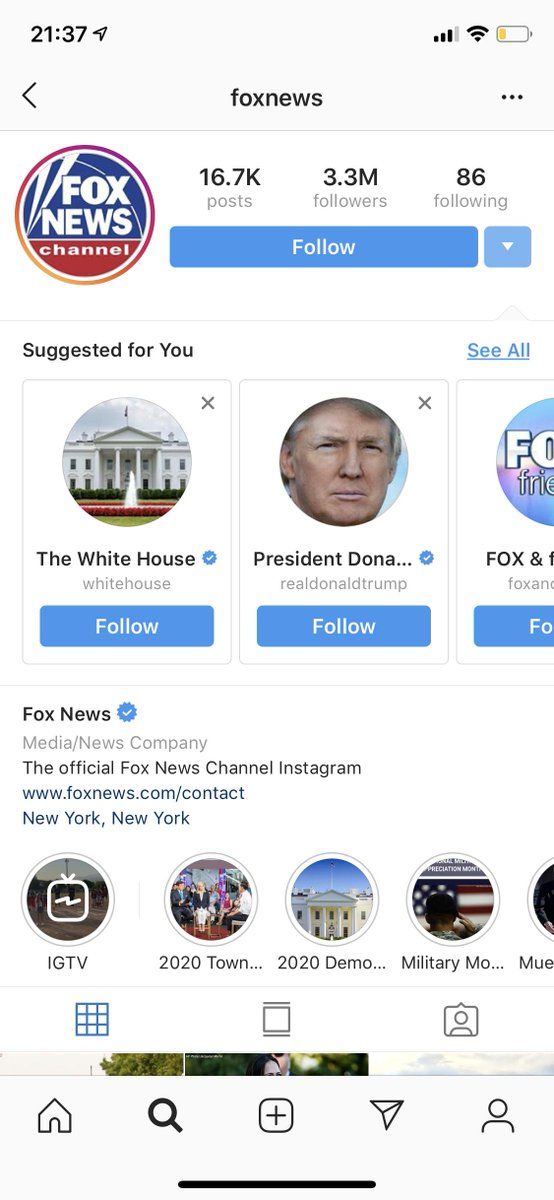 21:37
foxnews
FOX
NEWS
channel
16.7K
posts
3.3M
followers
86
following
Follow
Suggested for You
See All
The White House
whitehouse
Follow
President Dona...
realdonaldtrump
Follow
FO
frie
FOX & f
foxand
Fo
Fox News
Media/News Company
The official Fox News Channel Instagram
www.foxnews.com/contact
New York, New York
IGTV
2020 Town...
2020 Demo...
PRECIATION MONTH
Military Mo...
Mue